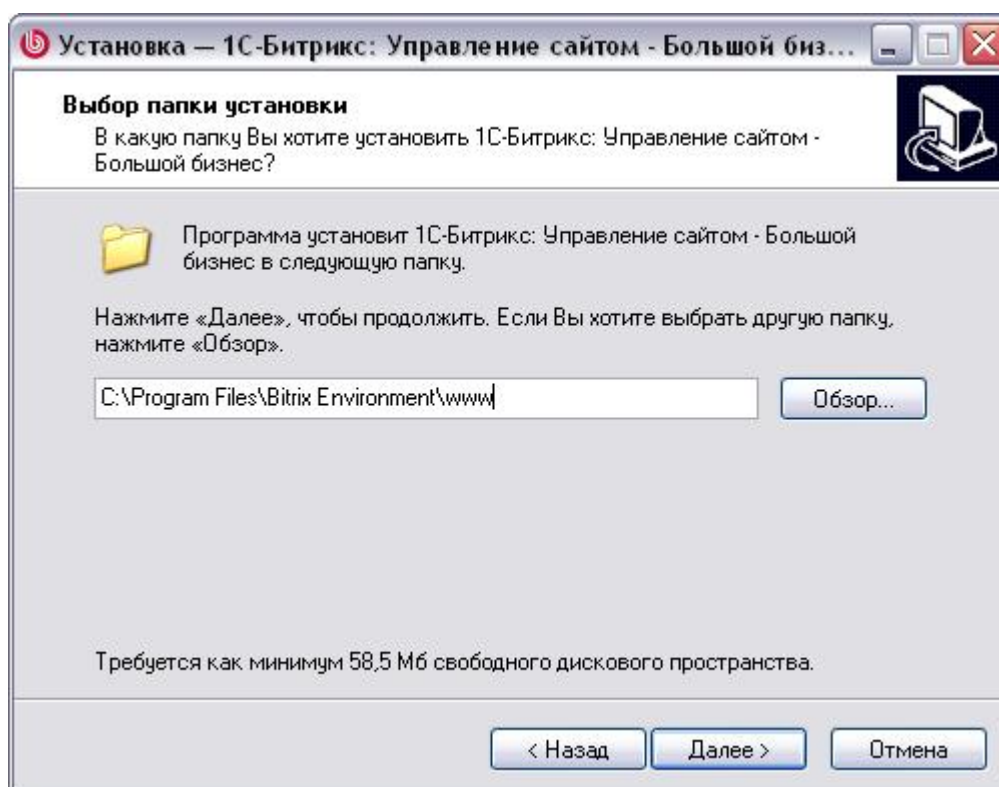 Установка — 1С-Битрикс: Управление сайтом - Большой биз...
Выбор папки установки
В какую папку Вы хотите установить 1С-Битрикс: Управление сайтом -
Большой бизнес?
Программа установит 1С-Битрикс: Управление сайтом - Большой
бизнес в следующую папку.
Нажмите «Далее», чтобы продолжить. Если Вы хотите выбрать другую папку,
нажмите «Обзор».
C:\Program Files\Bitrix Environment\www
Обзор...
Требуется как минимум 58,5 Мб свободного дискового пространства.
< Назад
Далее >
Отмена